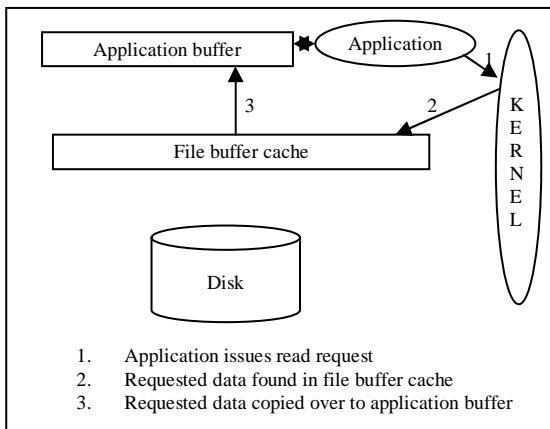 Application buffer
Application
1
3
2
KERNEL
File buffer cache
Disk
1. Application issues read request
2. Requested data found in file buffer cache
3. Requested data copied over to application buffer